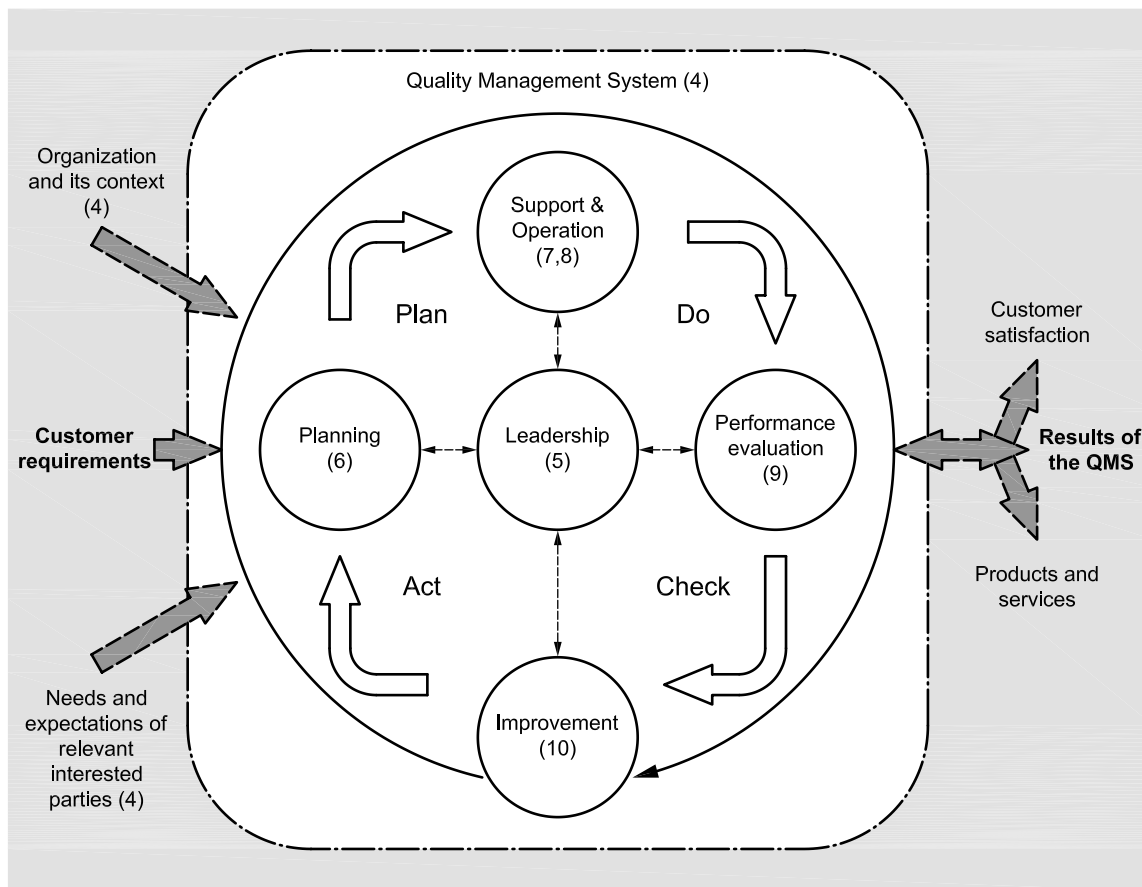 Quality Management System (4)
Organization
and its context
(4)
Support &
Operation
(7,8)
Plan
Do
Customer
satisfaction
Customer
requirements
Planning
(6)
Leadership
(5)
Performance
evaluation
(9)
Results of
the QMS
Act
Check
Products and
services
Needs and
expectations of
relevant
interested
parties (4)
Improvement
(10)